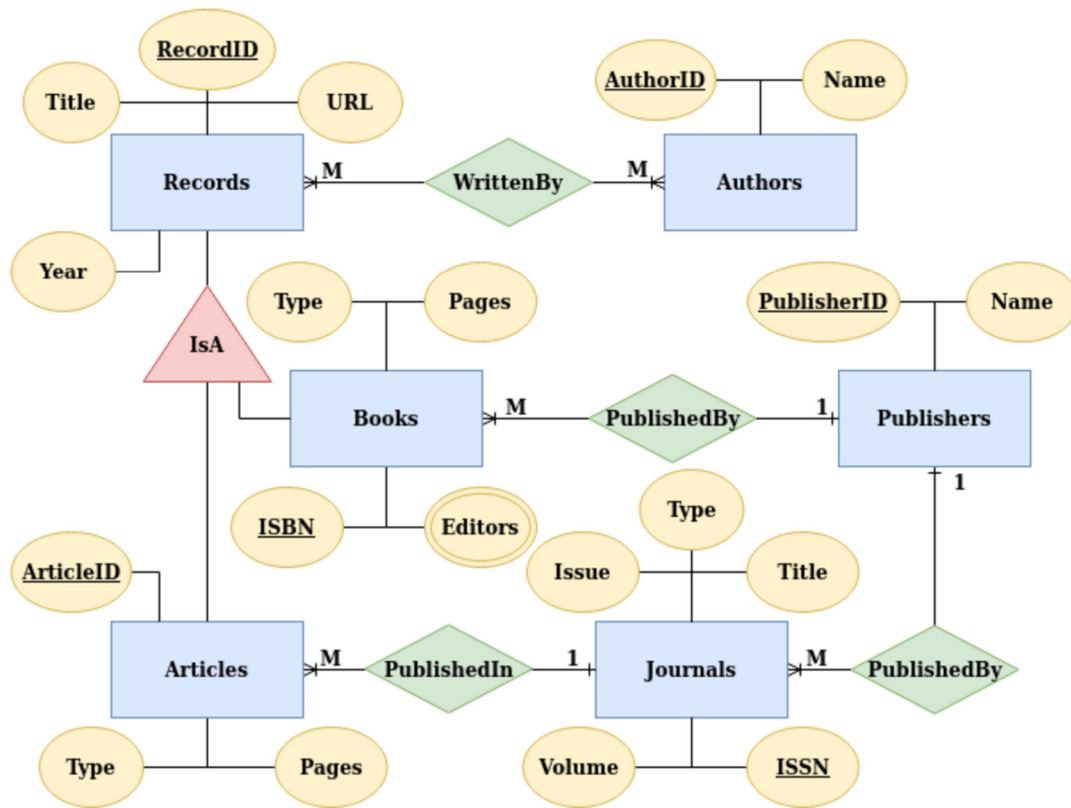 RecordID
AuthorID
Name
Title
URL
Records
M
WrittenBy
M
Authors
Year
Type
Pages
PublisherID
Name
IsA
Books
M
PublishedBy
1
Publishers
1
ISBN
Editors
Type
ArticleID
Issue
Title
Articles
M
PublishedIn
1
Journals
M
PublishedBy
Type
Pages
Volume
ISSN